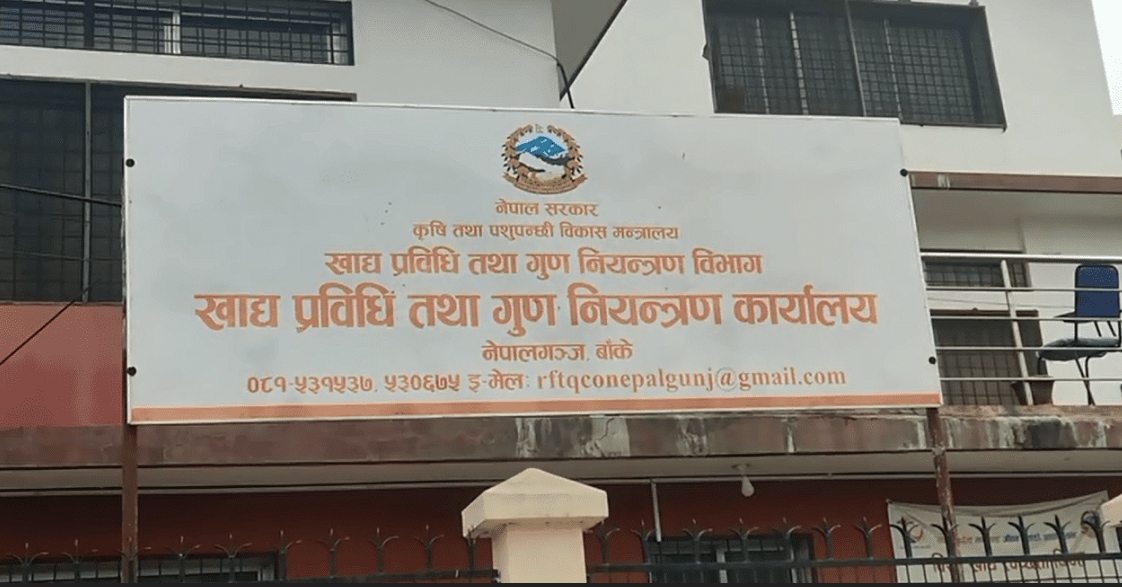 नेपाल सरकार
कृषि तथा पशुपन्छी विकास मन्त्रालय
खाद्य प्रविधि तथा गुण नियन्त्रण विभाग
खाद्य प्रविधि तथा गुण नियन्त्रण कार्यालय
नेपालगञ्ज, बाँके
०८१-५३१५३७, ५३०६७५ इ-मेल: rftqconepalgunj@gmail.com